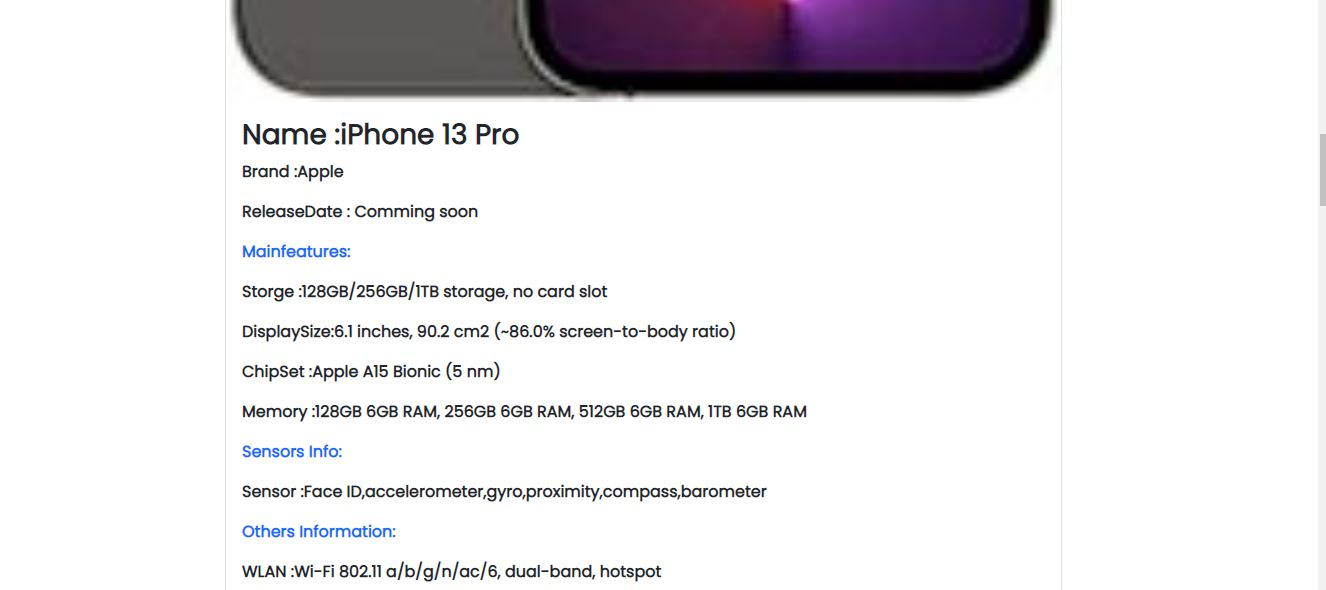 Name :iPhone 13 Pro
Brand :Apple
ReleaseDate : Comming soon
Mainfeatures:
Storge :128GB/256GB/1TB storage, no card slot
DisplaySize:6.1 inches, 90.2 cm2 (~86.0% screen-to-body ratio)
ChipSet :Apple A15 Bionic (5 nm)
Memory :128GB 6GB RAM, 256GB 6GB RAM, 512GB 6GB RAM, 1TB 6GB RAM
Sensors Info:
Sensor :Face ID,accelerometer,gyro,proximity,compass,barometer
Others Information:
WLAN :Wi-Fi 802.11 a/b/g/n/ac/6, dual-band, hotspot